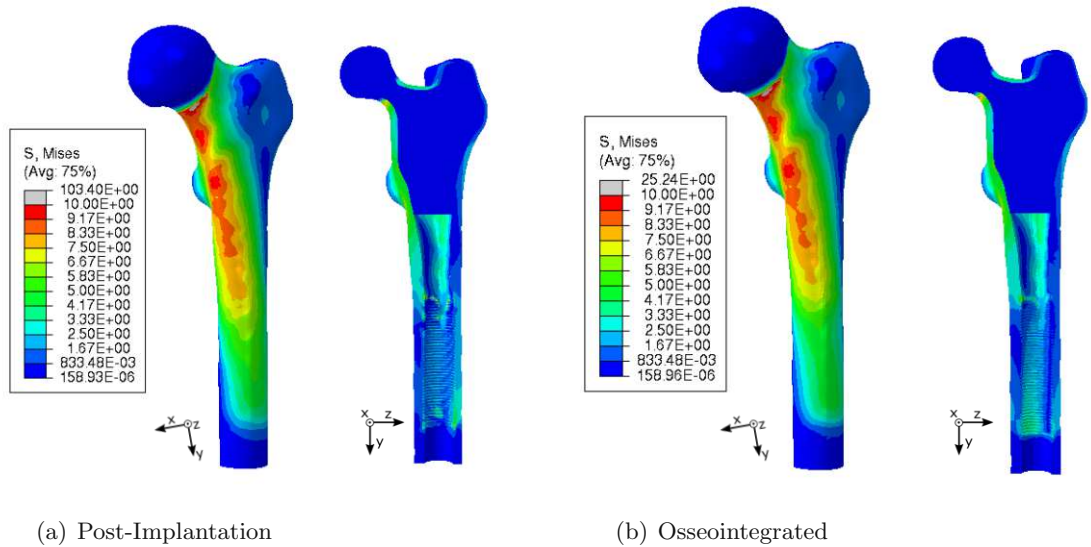 S, Mises
(Avg: 75%)
103.40E+00
10.00E+00
9.17E+00
8.33E+00
7.50E+00
6.67E+00
5.83E+00
5.00E+00
4.17E+00
3.33E+00
2.50E+00
1.67E+00
833.48E-03
158.93E-06
x
z
y
x
z
y
(a) Post-Implantation
S, Mises
(Avg: 75%)
25.24E+00
10.00E+00
9.17E+00
8.33E+00
7.50E+00
6.67E+00
5.83E+00
5.00E+00
4.17E+00
3.33E+00
2.50E+00
1.67E+00
833.48E-03
158.96E-06
x
z
y
x
z
y
(b) Osseointegrated